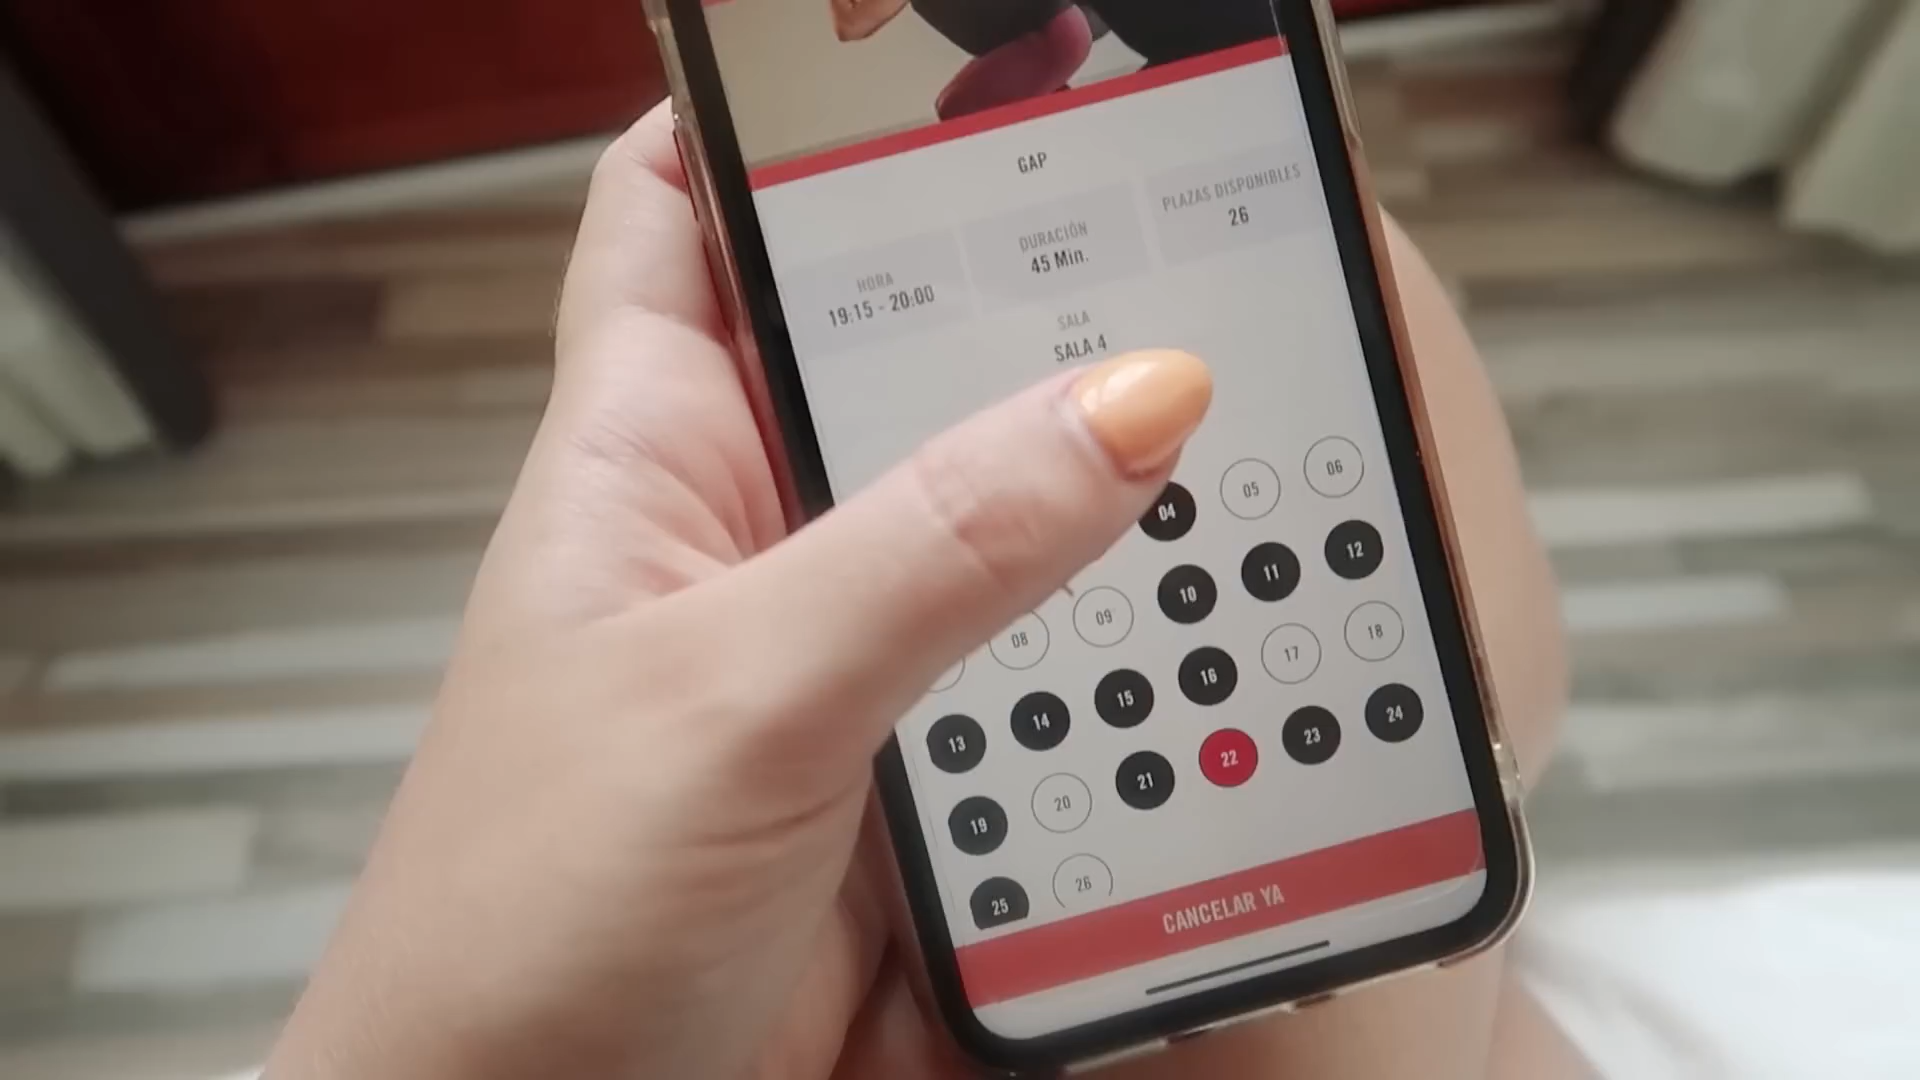 GAP
HORA
19:15 - 20:00
DURACIÓN
45 Min.
PLAZAS DISPONIBLES
26
SALA
SALA 4
04 05 06
08 09 10 11 12
13 14 15 16 17 18
19 20 21 22 23 24
25 26
CANCELAR YA